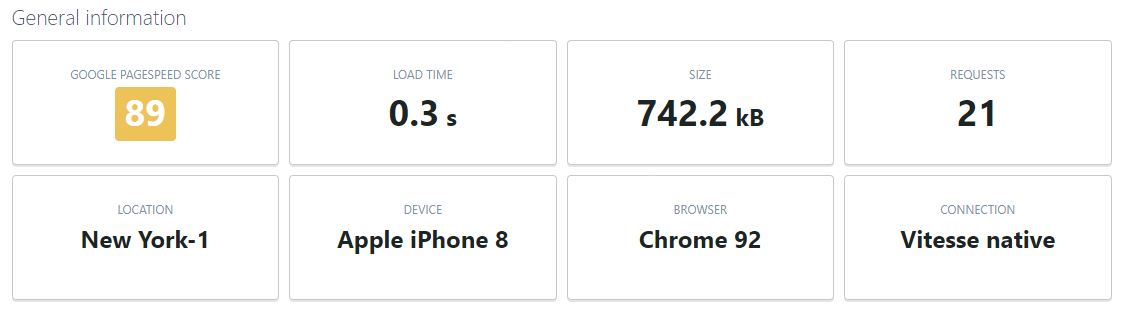 General information
GOOGLE PAGESPEED SCORE
89
LOAD TIME
0.3 s
SIZE
742.2 kB
REQUESTS
21
LOCATION
New York-1
DEVICE
Apple iPhone 8
BROWSER
Chrome 92
CONNECTION
Vitesse native